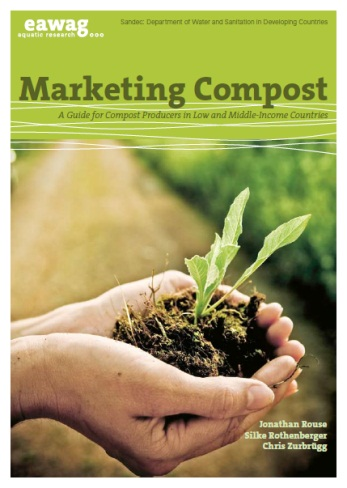 eawag
aquatic research
Sandec: Department of Water and Sanitation in Developing Countries
Marketing Compost
A Guide for Compost Producers in Low and Middle-Income Countries
Jonathan Rouse
Silke Rothenberger
Chris Zurbrügg